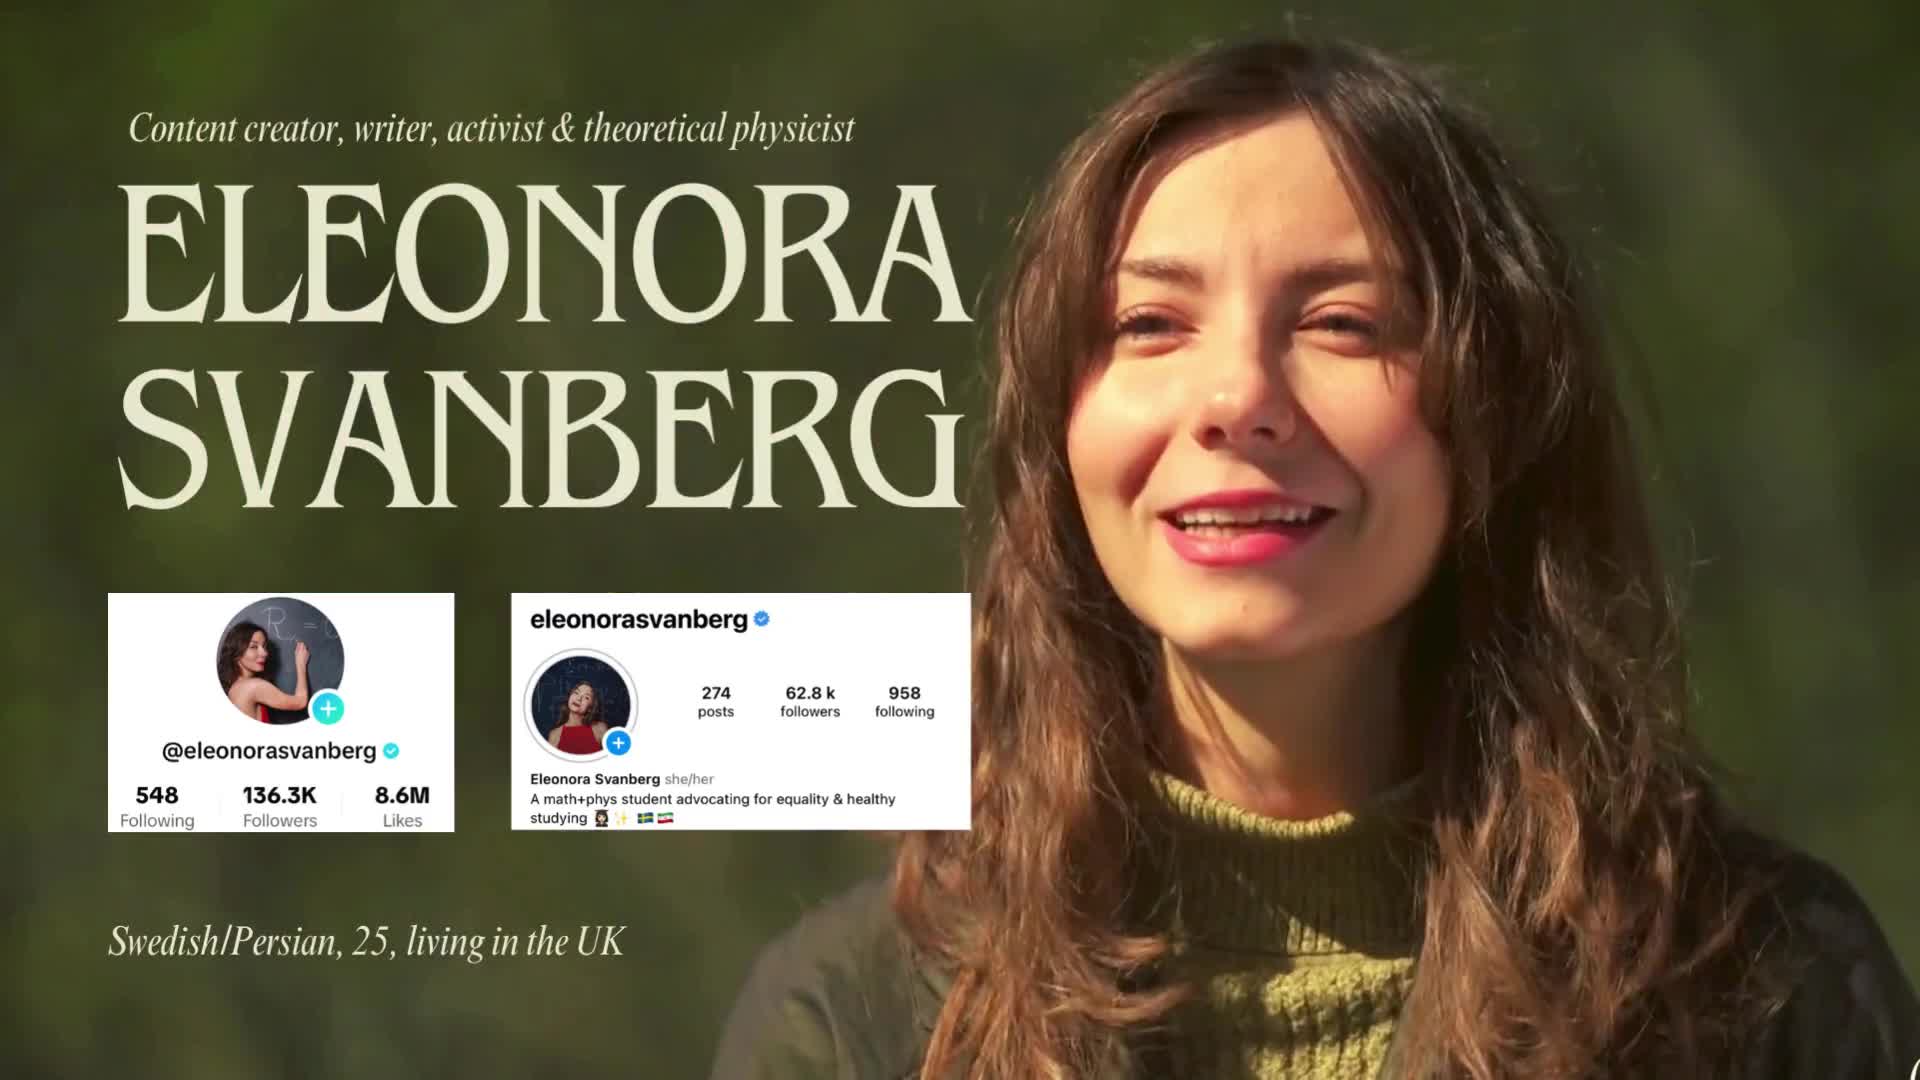 Content creator, writer, activist & theoretical physicist
ELEONORA
SVANBERG
@eleonorasvanberg
548 136.3K 8.6M
Following Followers Likes
eleonorasvanberg
274 62.8 k 958
posts followers following
Eleonora Svanberg she/her
A math+phys student advocating for equality & healthy
studying 👩🏻‍🎓✨ 🇸🇪🇮🇷
Swedish/Persian, 25, living in the UK